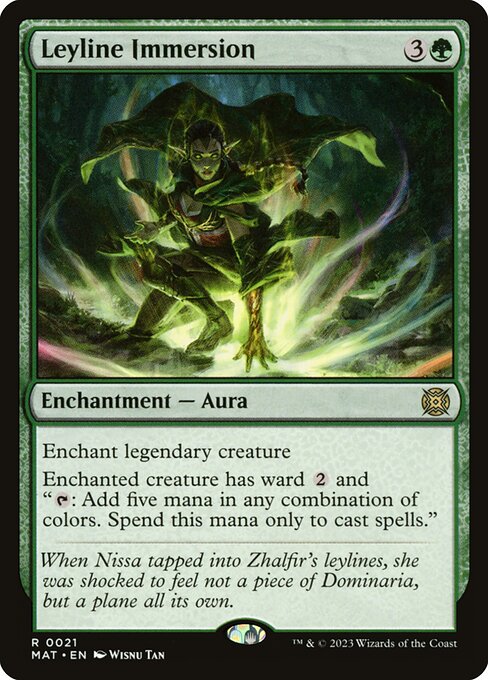 Leyline Immersion 3
Enchantment — Aura
Enchant legendary creature
Enchanted creature has ward 2 and
“: Add five mana in any combination of
colors. Spend this mana only to cast spells.”
When Nissa tapped into Zhalfir’s leylines, she
was shocked to feel not a piece of Dominaria,
but a plane all its own.
R 0021
MAT • EN Wisnu Tan
™ & © 2023 Wizards of the Coast